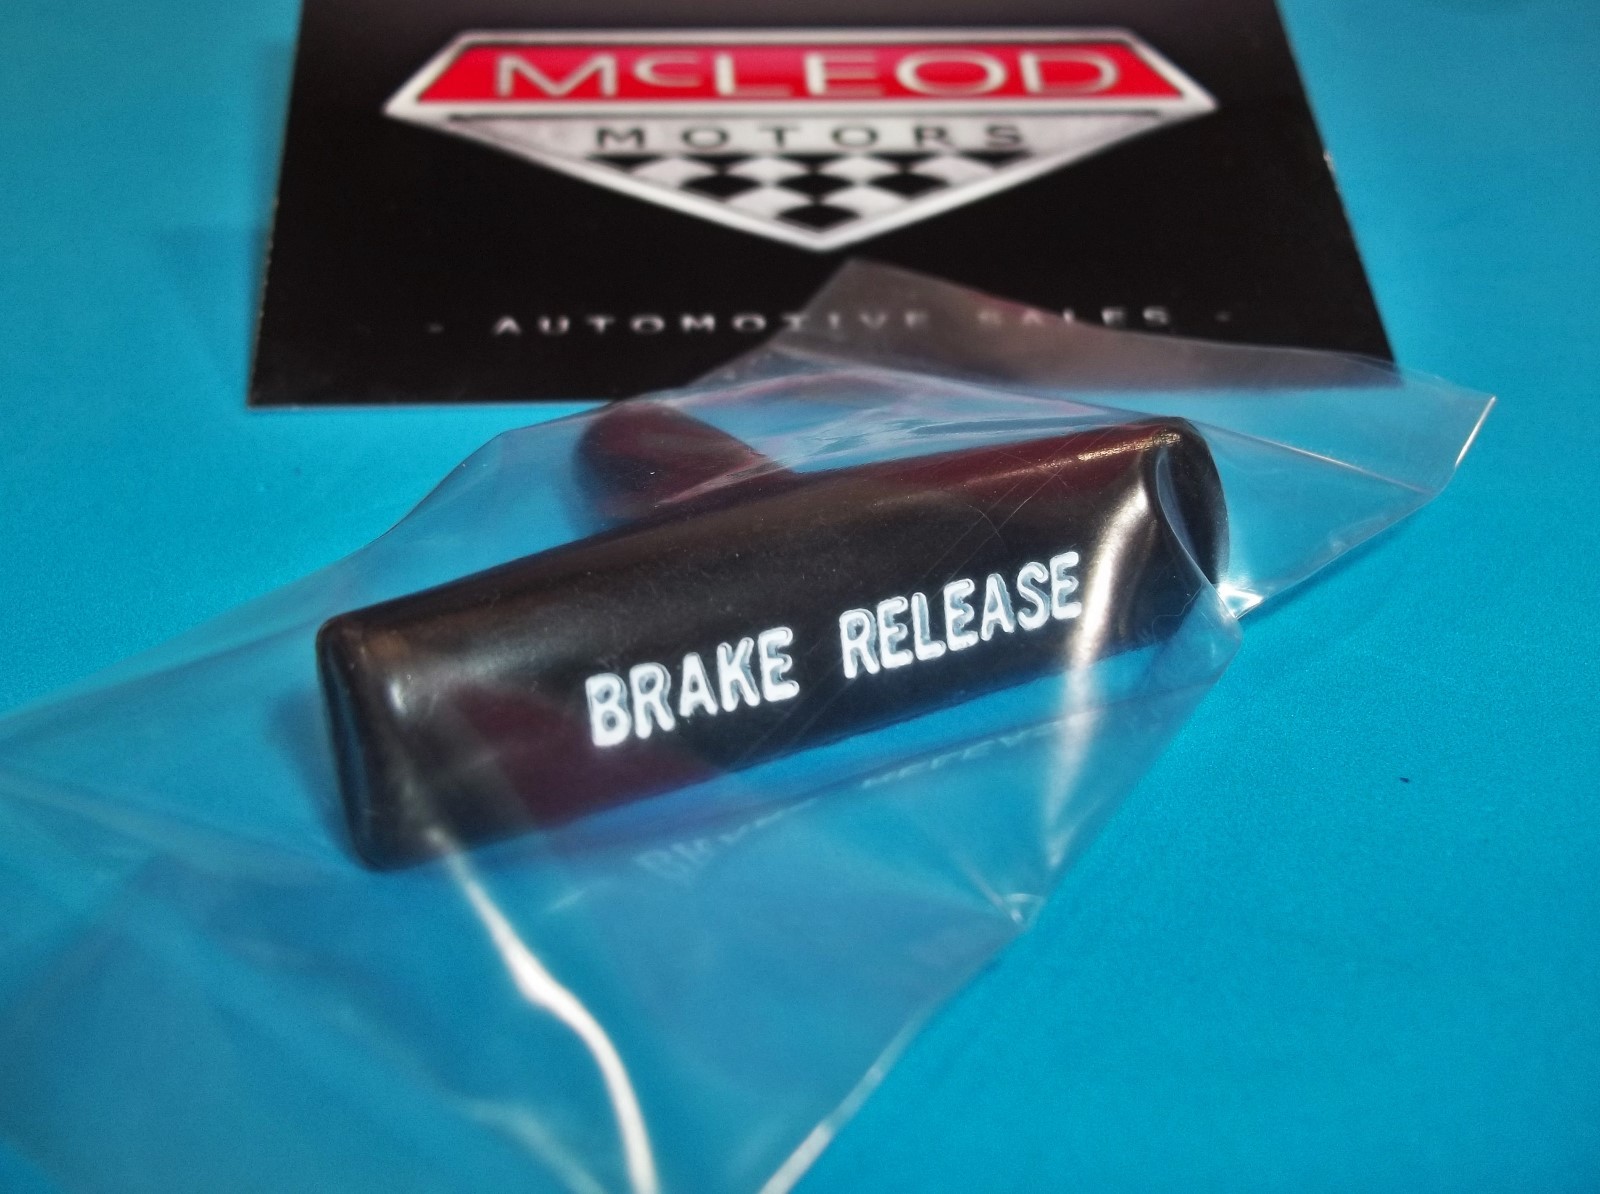 McLEOD
MOTORS
- AUTOMOTIVE SALES -
BRAKE RELEASE